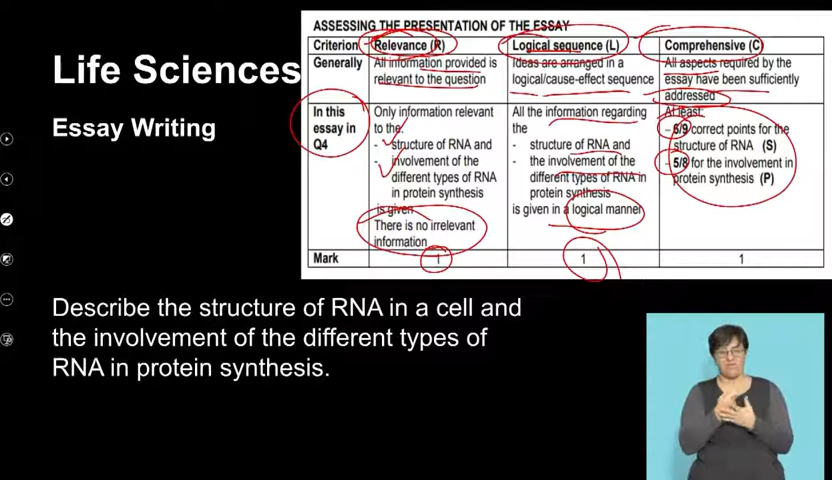 Life Sciences
Essay Writing
ASSESSING THE PRESENTATION OF THE ESSAY
Criterion Relevance (R) Logical sequence (L) Comprehensive (C)
Generally All information provided is Ideas are arranged in a All aspects required by the
relevant to the question logical/cause-effect sequence essay have been sufficiently
addressed
In this Only information relevant All the information regarding At least:
essay in to the: the - 6/9 correct points for the
Q4 - structure of RNA and - structure of RNA and structure of RNA (S)
- involvement of the - the involvement of the - 5/8 for the involvement in
different types of RNA different types of RNA in protein synthesis (P)
in protein synthesis protein synthesis
is given is given in a logical manner
There is no irrelevant
information
Mark 1 1 1
Describe the structure of RNA in a cell and
the involvement of the different types of
RNA in protein synthesis.